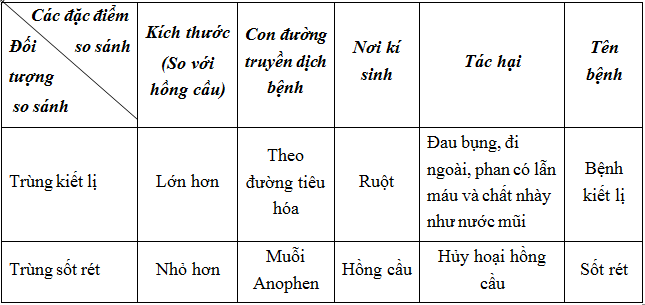 Các đặc điểm
so sánh
Đối
tượng
so sánh
Kích thước
(So với
hồng cầu)
Con đường
truyền dịch
bệnh
Nơi kí
sinh
Tác hại
Tên
bệnh
Trùng kiết lị
Lớn hơn
Theo
đường tiêu
hóa
Ruột
Đau bụng, đi
ngoài, phan có lẫn
máu và chất nhày
như nước mũi
Bệnh
kiết lị
Trùng sốt rét
Nhỏ hơn
Muỗi
Anophen
Hồng cầu
Hủy hoại hồng
cầu
Sốt rét